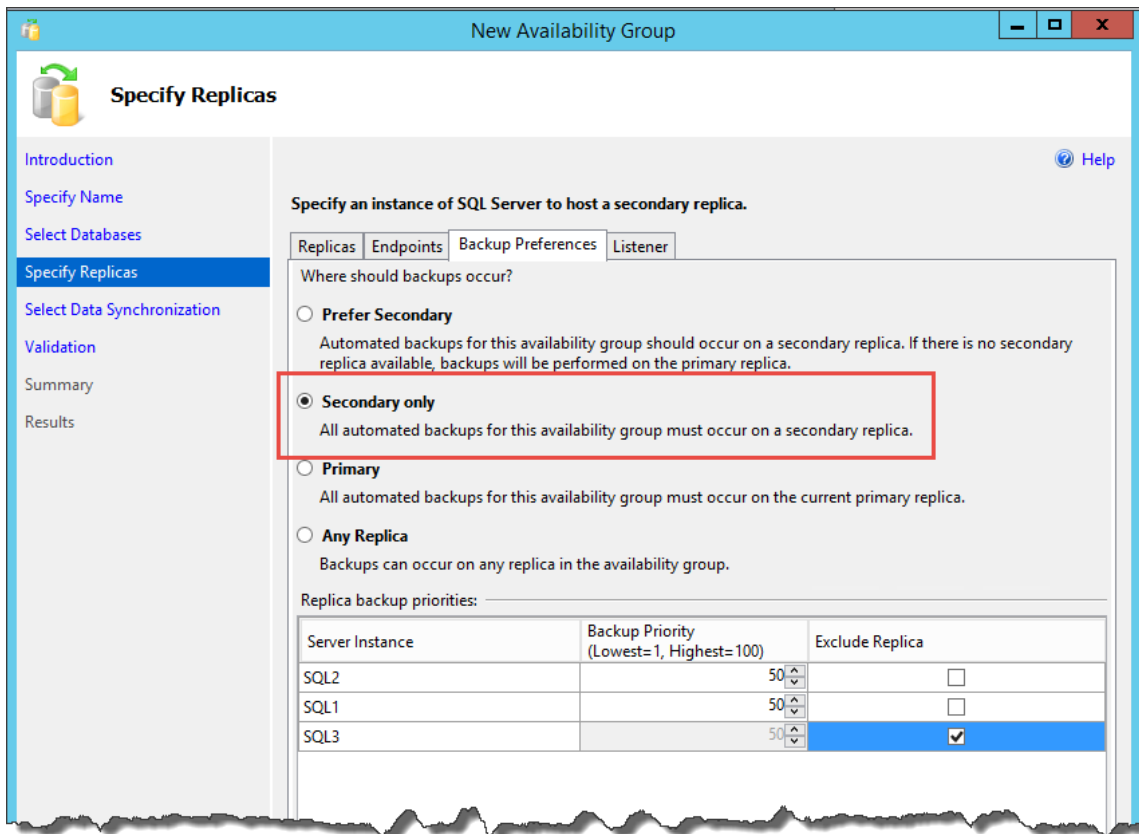 New Availability Group
Specify Replicas
Introduction
Specify Name
Select Databases
Specify Replicas
Select Data Synchronization
Validation
Summary
Results
Help
Specify an instance of SQL Server to host a secondary replica.
Replicas Endpoints Backup Preferences Listener
Where should backups occur?
Prefer Secondary
Automated backups for this availability group should occur on a secondary replica. If there is no secondary
replica available, backups will be performed on the primary replica.
Secondary only
All automated backups for this availability group must occur on a secondary replica.
Primary
All automated backups for this availability group must occur on the current primary replica.
Any Replica
Backups can occur on any replica in the availability group.
Replica backup priorities:
Server Instance Backup Priority (Lowest=1, Highest=100) Exclude Replica
SQL2 50
SQL1 50
SQL3 50